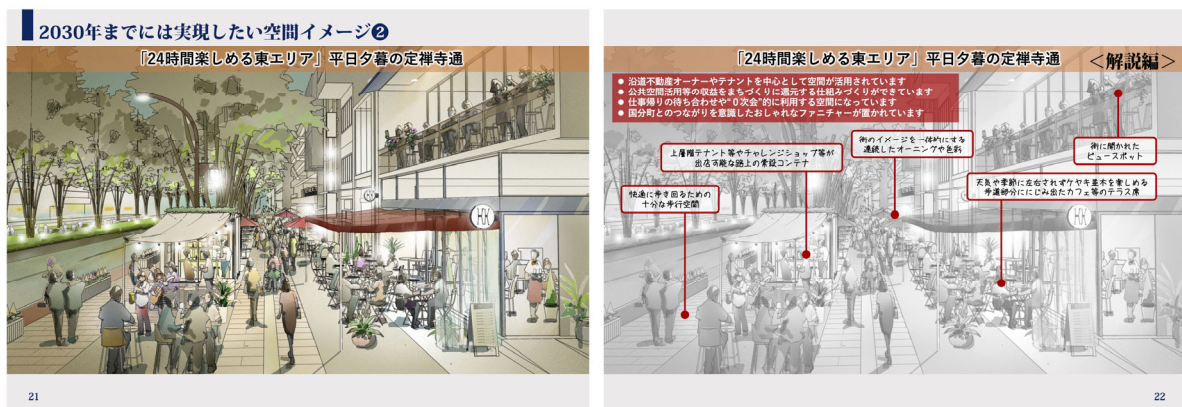 2030年までには実現したい空間イメージ❷
「24時間楽しめる東エリア」平日夕暮の定禅寺通
HK
HK
21
「24時間楽しめる東エリア」平日夕暮の定禅寺通
＜解説編＞
● 沿道不動産オーナーやテナントを中心として空間が活用されています
● 公共空間活用等の収益をまちづくりに還元する仕組みづくりができています
● 仕事帰りの待ち合わせや“０次会”的に利用する空間になっています
● 国分町とのつながりを意識したおしゃれなファニチャーが置かれています
街のイメージを一体的にする
連続したオーニングや色彩
街に開かれた
ビュースポット
上層階テナント等やチャレンジショップ等が
出店可能な路上の常設コンテナ
天気や季節に左右されずケヤキ並木を楽しめる
歩道部分ににじみ出たカフェ等のテラス席
快適に歩き回るための
十分な歩行空間
HK
22